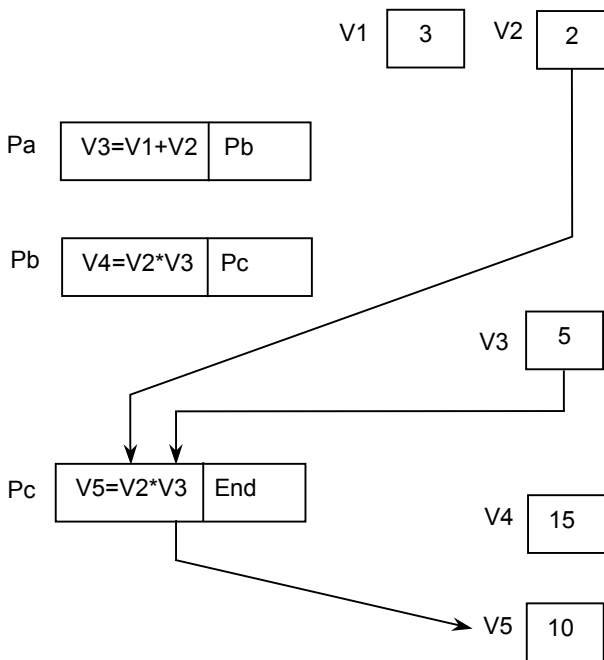 V1 3 V2 2
Pa V3=V1+V2 Pb
Pb V4=V2*V3 Pc
V3 5
Pc V5=V2*V3 End
V4 15
V5 10